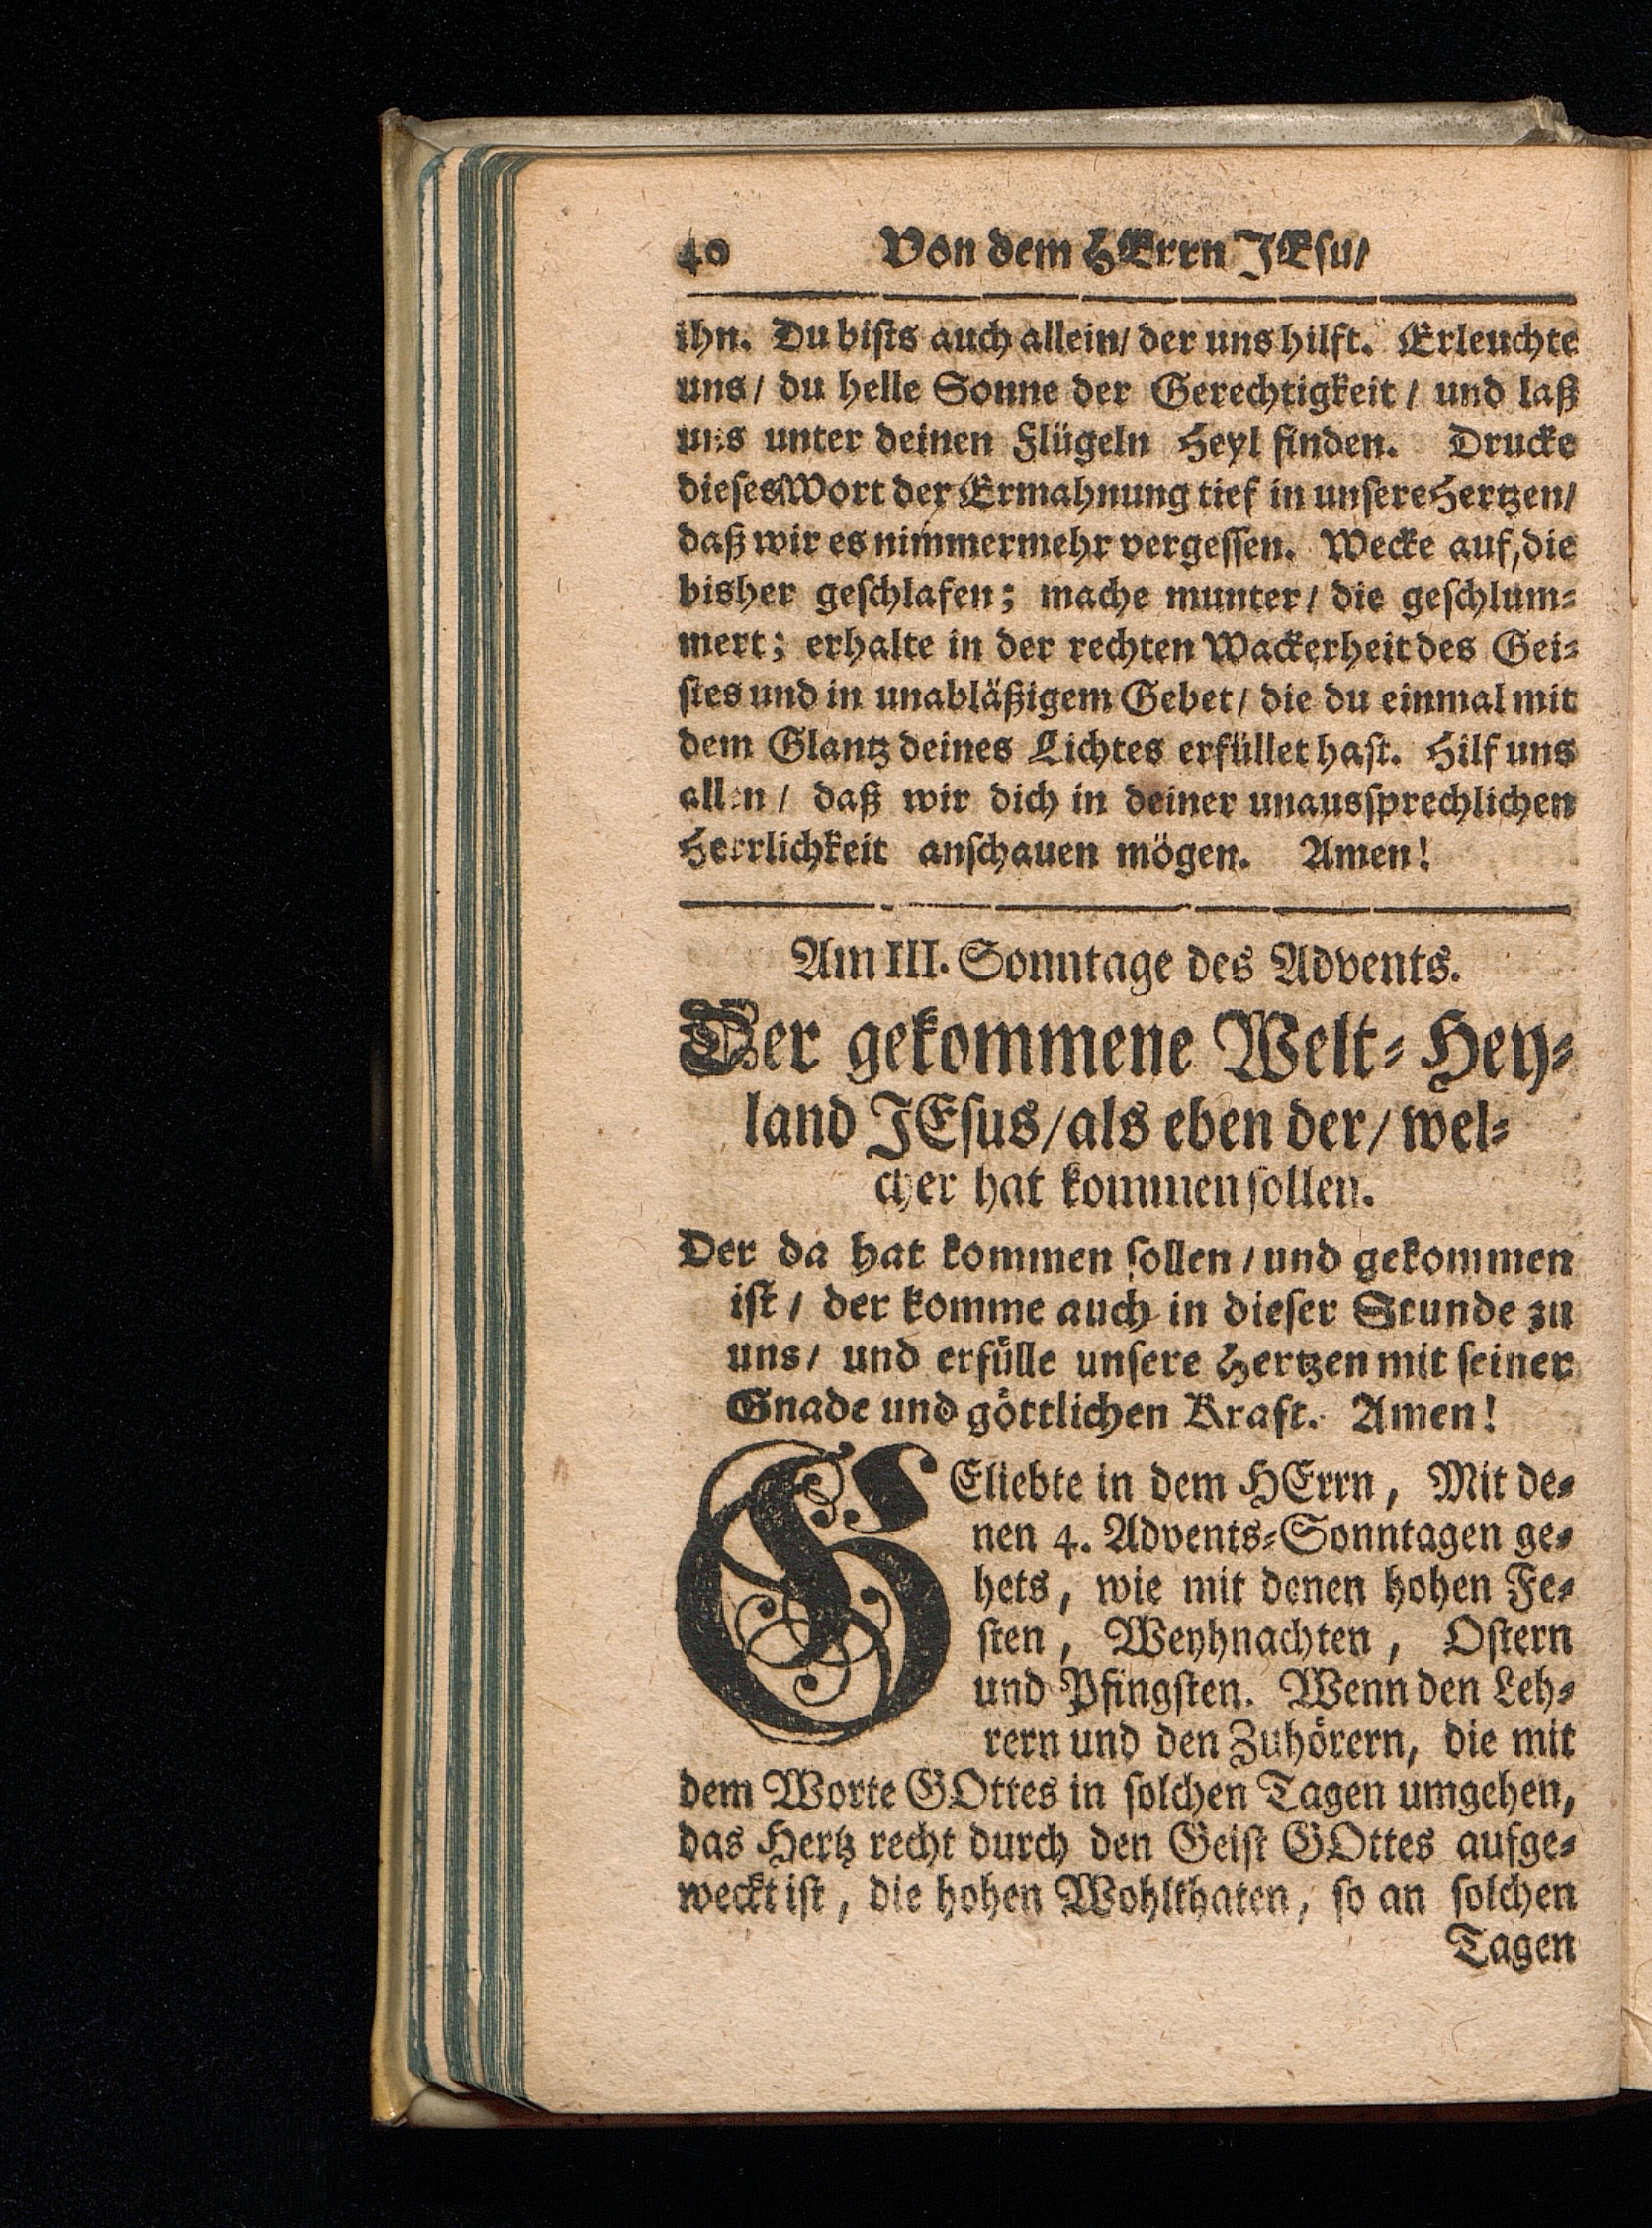 40 Von dem HErrn JEſu/
ihn. Du biſts auch allein/ der uns hilft. Erleuchte
uns/ du helle Sonne der Gerechtigkeit/ und laß
uns unter deinen Flügeln Heyl finden. Drucke
dieſes Wort der Ermahnung tief in unſere Hertzen/
daß wir es nimmermehr vergeſſen. Wecke auf, die
bisher geſchlafen; mache munter/ die geſchlum⸗
mert; erhalte in der rechten Wackerheit des Gei⸗
ſtes und in unabläßigem Gebet/ die du einmal mit
dem Glantz deines Lichtes erfüllet haſt. Hilf uns
allen/ daß wir dich in deiner unausſprechlichen
Herrlichkeit anſchauen mögen. Amen!
Am III. Sonntage des Advents.
Der gekommene Welt⸗Hey⸗
land JEſus/ als eben der/ wel⸗
cher hat kommen ſollen.
Der da hat kommen ſollen/ und gekommen
iſt/ der komme auch in dieſer Stunde zu
uns/ und erfülle unſere Hertzen mit ſeiner
Gnade und göttlichen Kraft. Amen!
GEliebte in dem HErrn, Mit de⸗
nen 4. Advents⸗Sonntagen ge⸗
hets, wie mit denen hohen Fe⸗
ſten, Weyhnachten, Oſtern
und Pfingſten. Wenn den Leh⸗
rern und den Zuhörern, die mit
dem Worte GOttes in ſolchen Tagen umgehen,
das Hertz recht durch den Geiſt GOttes aufge⸗
weckt iſt, die hohen Wohlthaten, ſo an ſolchen
Tagen